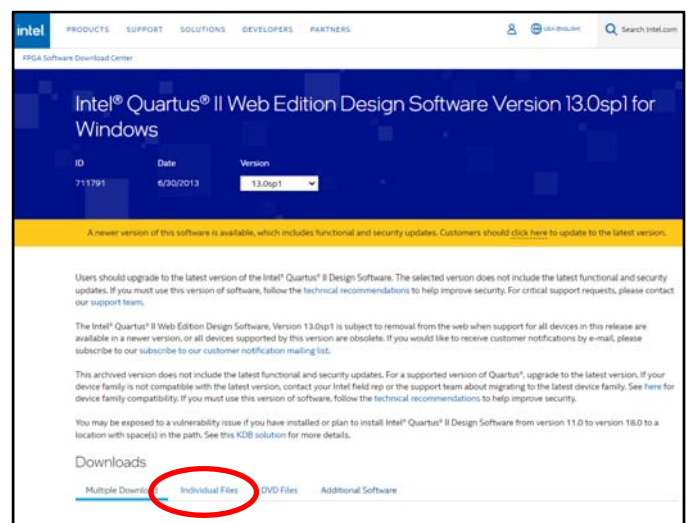 intel
PRODUCTS SUPPORT SOLUTIONS DEVELOPERS PARTNERS
USA (ENGLISH)
Search Intel.com
FPGA Software Download Center
Intel® Quartus® II Web Edition Design Software Version 13.0sp1 for
Windows
ID Date Version
711791 6/30/2013 13.0sp1
A newer version of this software is available, which includes functional and security updates. Customers should click here to update to the latest version.
Users should upgrade to the latest version of the Intel® Quartus® II Design Software. The selected version does not include the latest functional and security
updates. If you must use this version of software, follow the technical recommendations to help improve security. For critical support requests, please contact
our support team.
The Intel® Quartus® II Web Edition Design Software, Version 13.0sp1 is subject to removal from the web when support for all devices in this release are
available in a newer version, or all devices supported by this version are obsolete. If you would like to receive customer notifications by e-mail, please
subscribe to our subscribe to our customer notification mailing list.
This archived version does not include the latest functional and security updates. For a supported version of Quartus®, upgrade to the latest version. If your
device family is not compatible with the latest version, contact your Intel field rep or the support team about migrating to the latest device family. See here for
device family compatibility. If you must use this version of software, follow the technical recommendations to help improve security.
You may be exposed to a vulnerability issue if you have installed or plan to install Intel® Quartus® II Design Software from version 11.0 to version 18.0 to a
location with space(s) in the path. See this KDB solution for more details.
Downloads
Multiple Download Individual Files DVD Files Additional Software